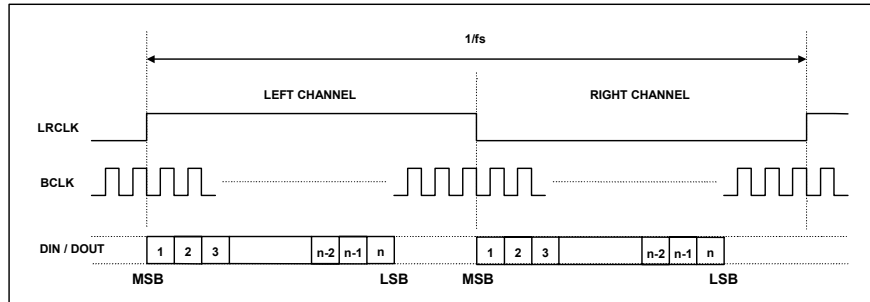 1/fs
LEFT CHANNEL RIGHT CHANNEL
LRCLK
BCLK
DIN / DOUT 1 2 3 n-2 n-1 n 1 2 3 n-2 n-1 n
MSB LSB MSB LSB